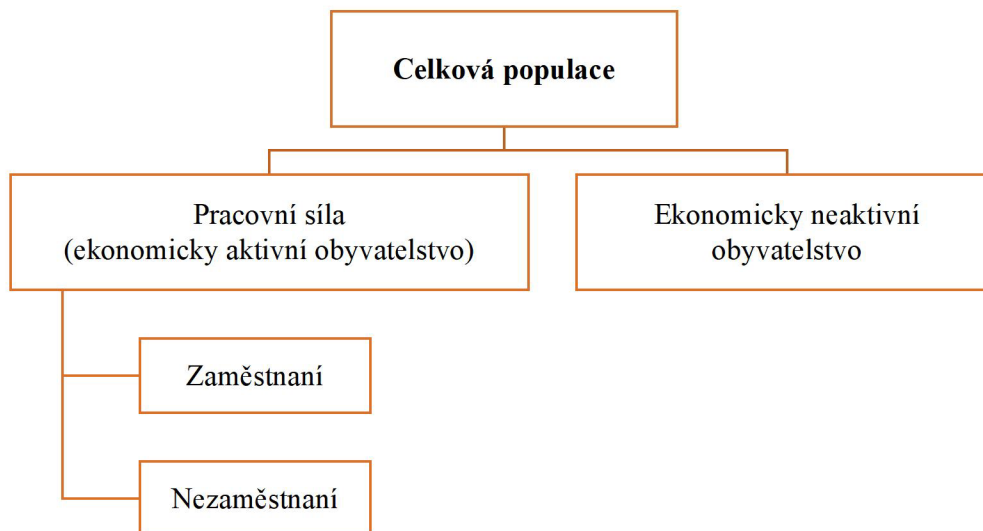 Celková populace
Pracovní síla
(ekonomicky aktivní obyvatelstvo)
Ekonomicky neaktivní
obyvatelstvo
Zaměstnaní
Nezaměstnaní